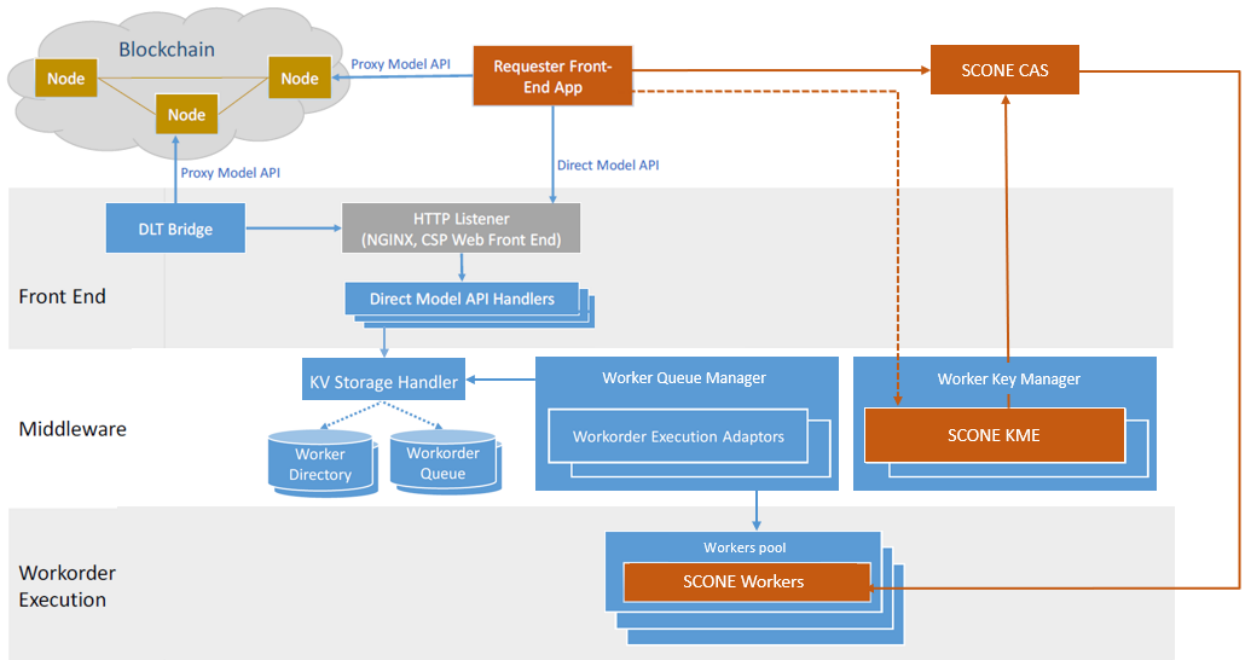 Blockchain
Node
Node
Node
Proxy Model API
Requester Front-
End App
SCONE CAS
Proxy Model API
Direct Model API
DLT Bridge
HTTP Listener
(NGINX, CSP Web Front End)
Front End
Direct Model API Handlers
KV Storage Handler
Worker Queue Manager
Worker Key Manager
Middleware
Workorder Execution Adaptors
SCONE KME
Worker
Directory
Workorder
Queue
Workers pool
Workorder
Execution
SCONE Workers